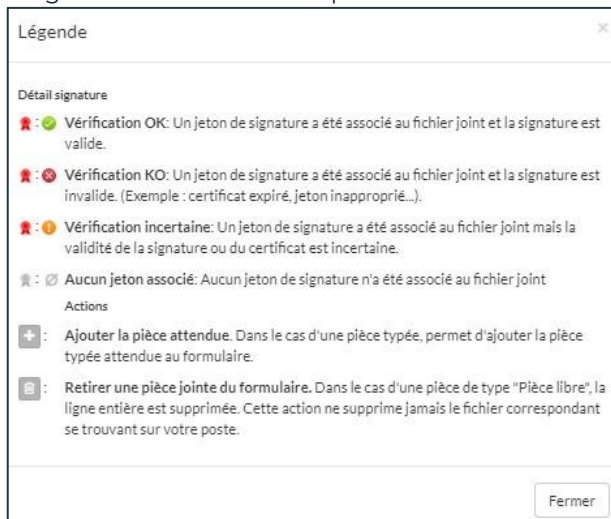 Légende
×
Détail signature
: Vérification OK: Un jeton de signature a été associé au fichier joint et la signature est
valide.
: Vérification KO: Un jeton de signature a été associé au fichier joint et la signature est
invalide. (Exemple : certificat expiré, jeton inapproprié...).
: Vérification incertaine: Un jeton de signature a été associé au fichier joint mais la
validité de la signature ou du certificat est incertaine.
: Aucun jeton associé: Aucun jeton de signature n'a été associé au fichier joint
Actions
: Ajouter la pièce attendue. Dans le cas d'une pièce typée, permet d'ajouter la pièce
typée attendue au formulaire.
: Retirer une pièce jointe du formulaire. Dans le cas d'une pièce de type "Pièce libre", la
ligne entière est supprimée. Cette action ne supprime jamais le fichier correspondant
se trouvant sur votre poste.
Fermer